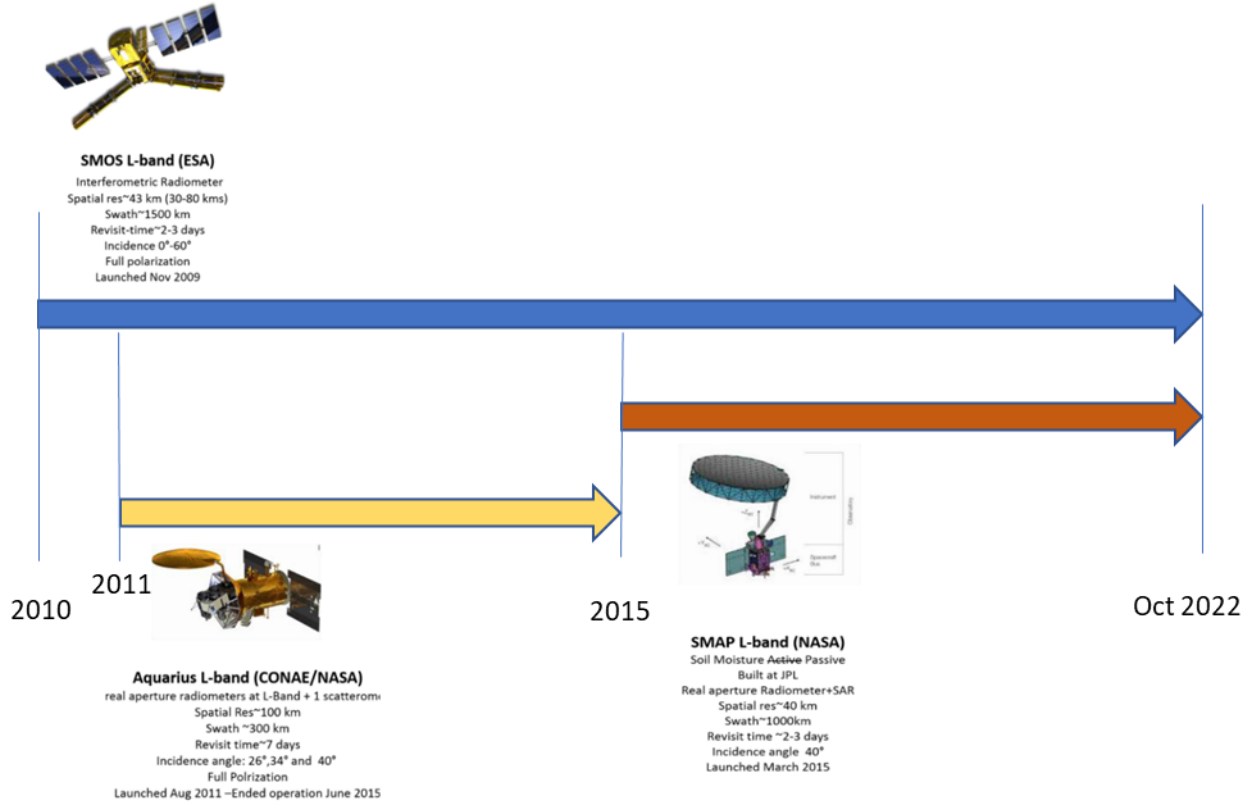 SMOS L-band (ESA)
Interferometric Radiometer
Spatial res~43 km (30-80 kms)
Swath~1500 km
Revisit-time~2-3 days
Incidence 0°-60°
Full polarization
Launched Nov 2009
Instrument
Observatory
Spacecraft
Bus
2010
2011
2015
Oct 2022
Aquarius L-band (CONAE/NASA)
real aperture radiometers at L-Band + 1 scatterom
Spatial Res~100 km
Swath ~300 km
Revisit time~7 days
Incidence angle: 26°,34° and 40°
Full Polrization
Launched Aug 2011 –Ended operation June 2015
SMAP L-band (NASA)
Soil Moisture Active Passive
Built at JPL
Real aperture Radiometer+SAR
Spatial res~40 km
Swath~1000km
Revisit time ~2-3 days
Incidence angle 40°
Launched March 2015